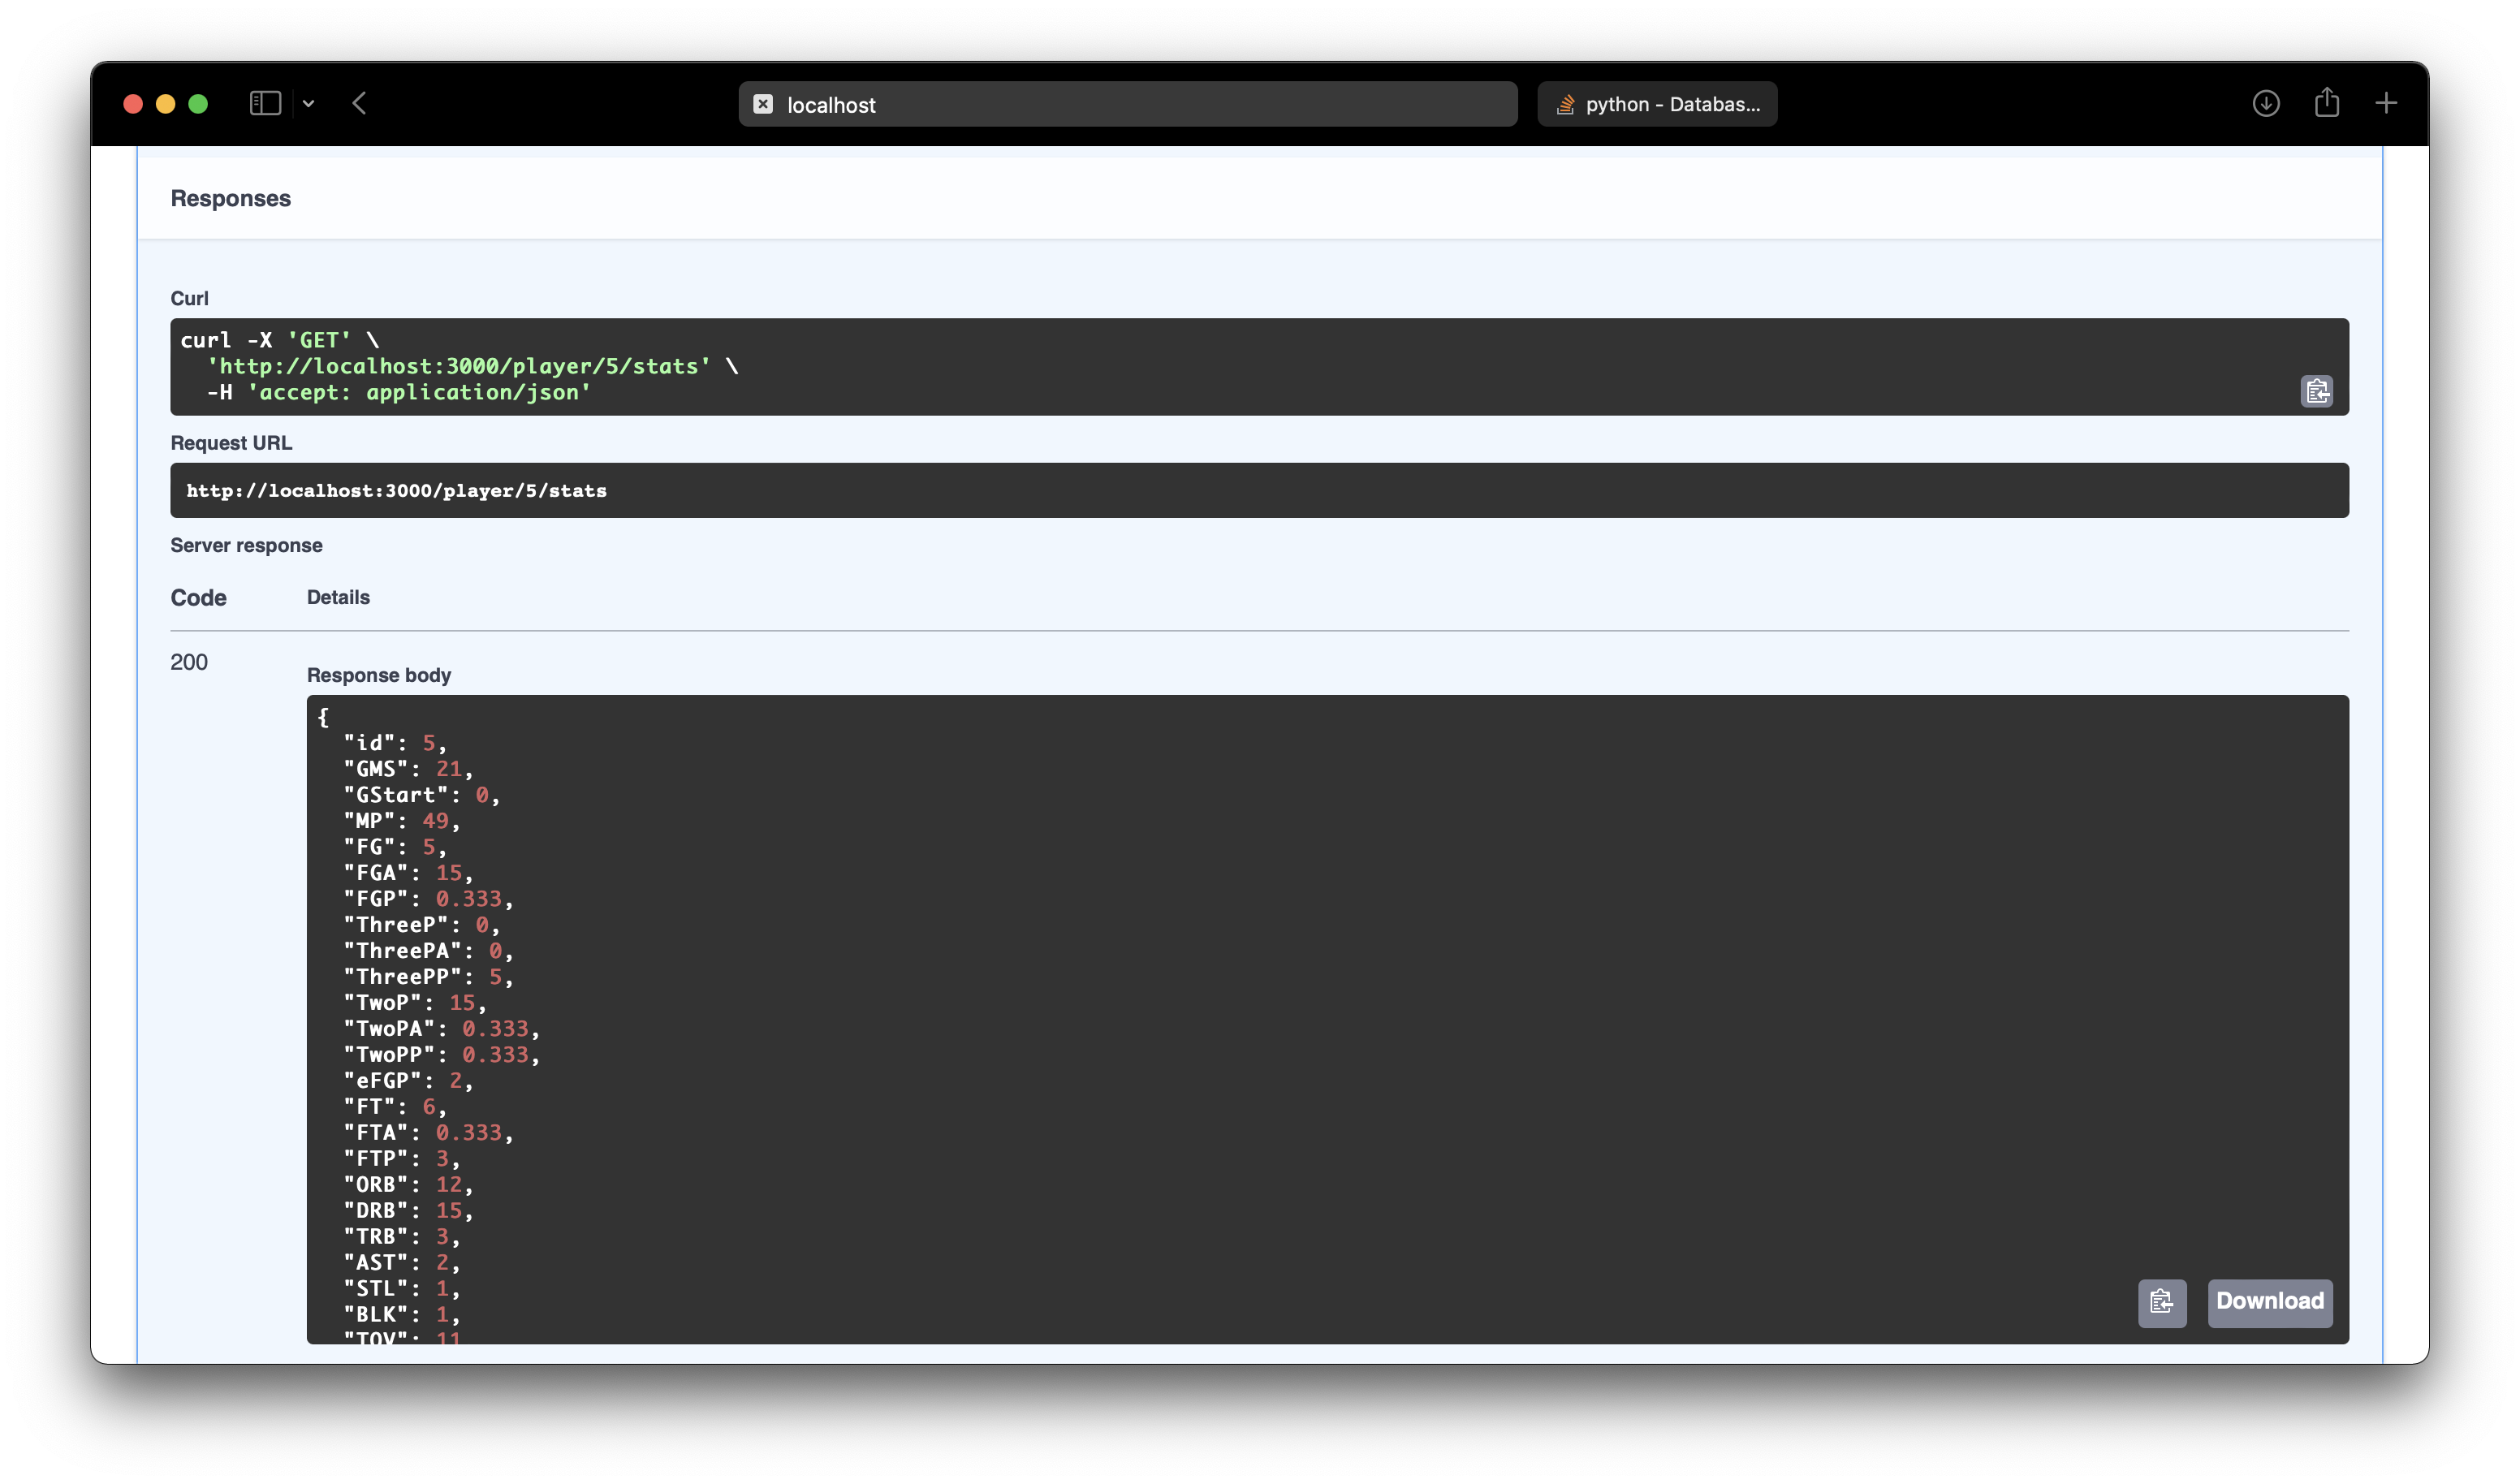 localhost
python - Databas...
Responses
Curl
curl -X 'GET' \
  'http://localhost:3000/player/5/stats' \
  -H 'accept: application/json'
Request URL
http://localhost:3000/player/5/stats
Server response
Code Details
200
Response body
{
  "id": 5,
  "GMS": 21,
  "GStart": 0,
  "MP": 49,
  "FG": 5,
  "FGA": 15,
  "FGP": 0.333,
  "ThreeP": 0,
  "ThreePA": 0,
  "ThreePP": 5,
  "TwoP": 15,
  "TwoPA": 0.333,
  "TwoPP": 0.333,
  "eFGP": 2,
  "FT": 6,
  "FTA": 0.333,
  "FTP": 3,
  "ORB": 12,
  "DRB": 15,
  "TRB": 3,
  "AST": 2,
  "STL": 1,
  "BLK": 1,
  "TOV": 11
Download